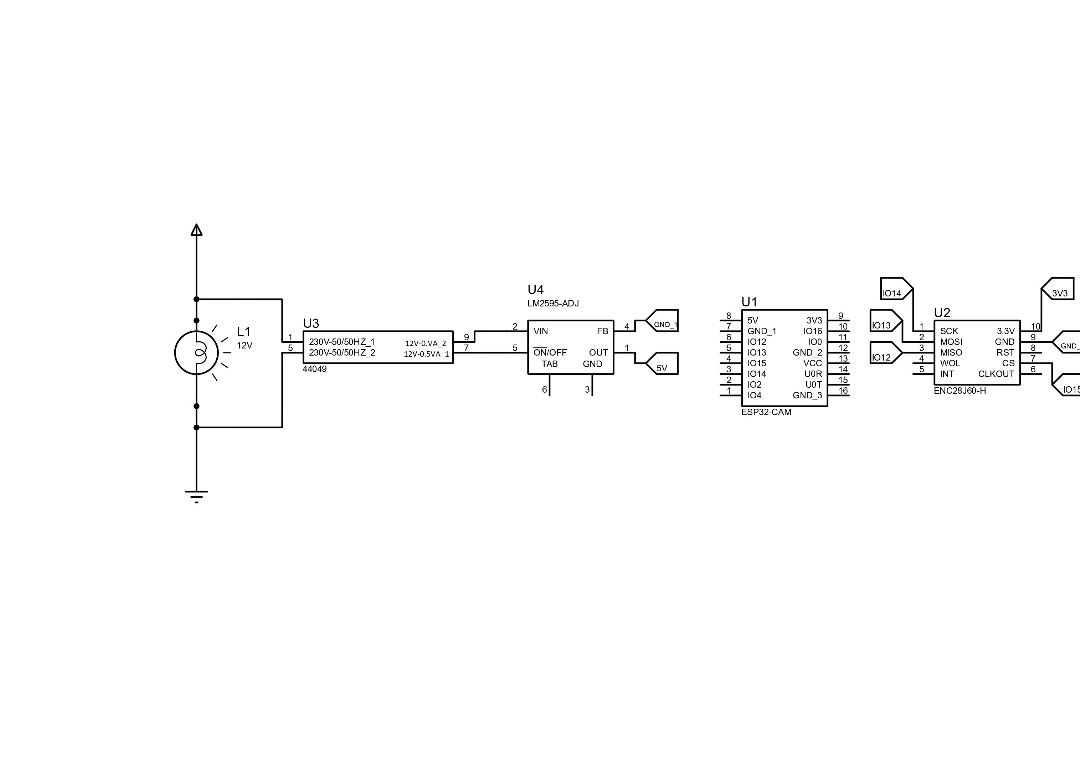 L1
12V
U3
1
5
230V-50/50HZ_1
230V-50/50HZ_2
12V-0.VA_2
12V-0.5VA 1
9
7
44049
U4
LM2595-ADJ
2
5
VIN
ON/OFF
TAB
FB
OUT
GND
4
1
6
3
GND_1
5V
U1
8 5V 3V3 9
7 GND_1 IO16 10
6 IO12 IO0 11
5 IO13 GND_2 12
4 IO15 VCC 13
3 IO14 U0R 14
2 IO2 U0T 15
1 IO4 GND_3 16
ESP32-CAM
IO14
IO13
IO12
U2
1 SCK 3.3V 10
2 MOSI GND 9
3 MISO RST 8
4 WOL CS 7
5 INT CLKOUT 6
ENC28J60-H
3V3
GND_
IO15